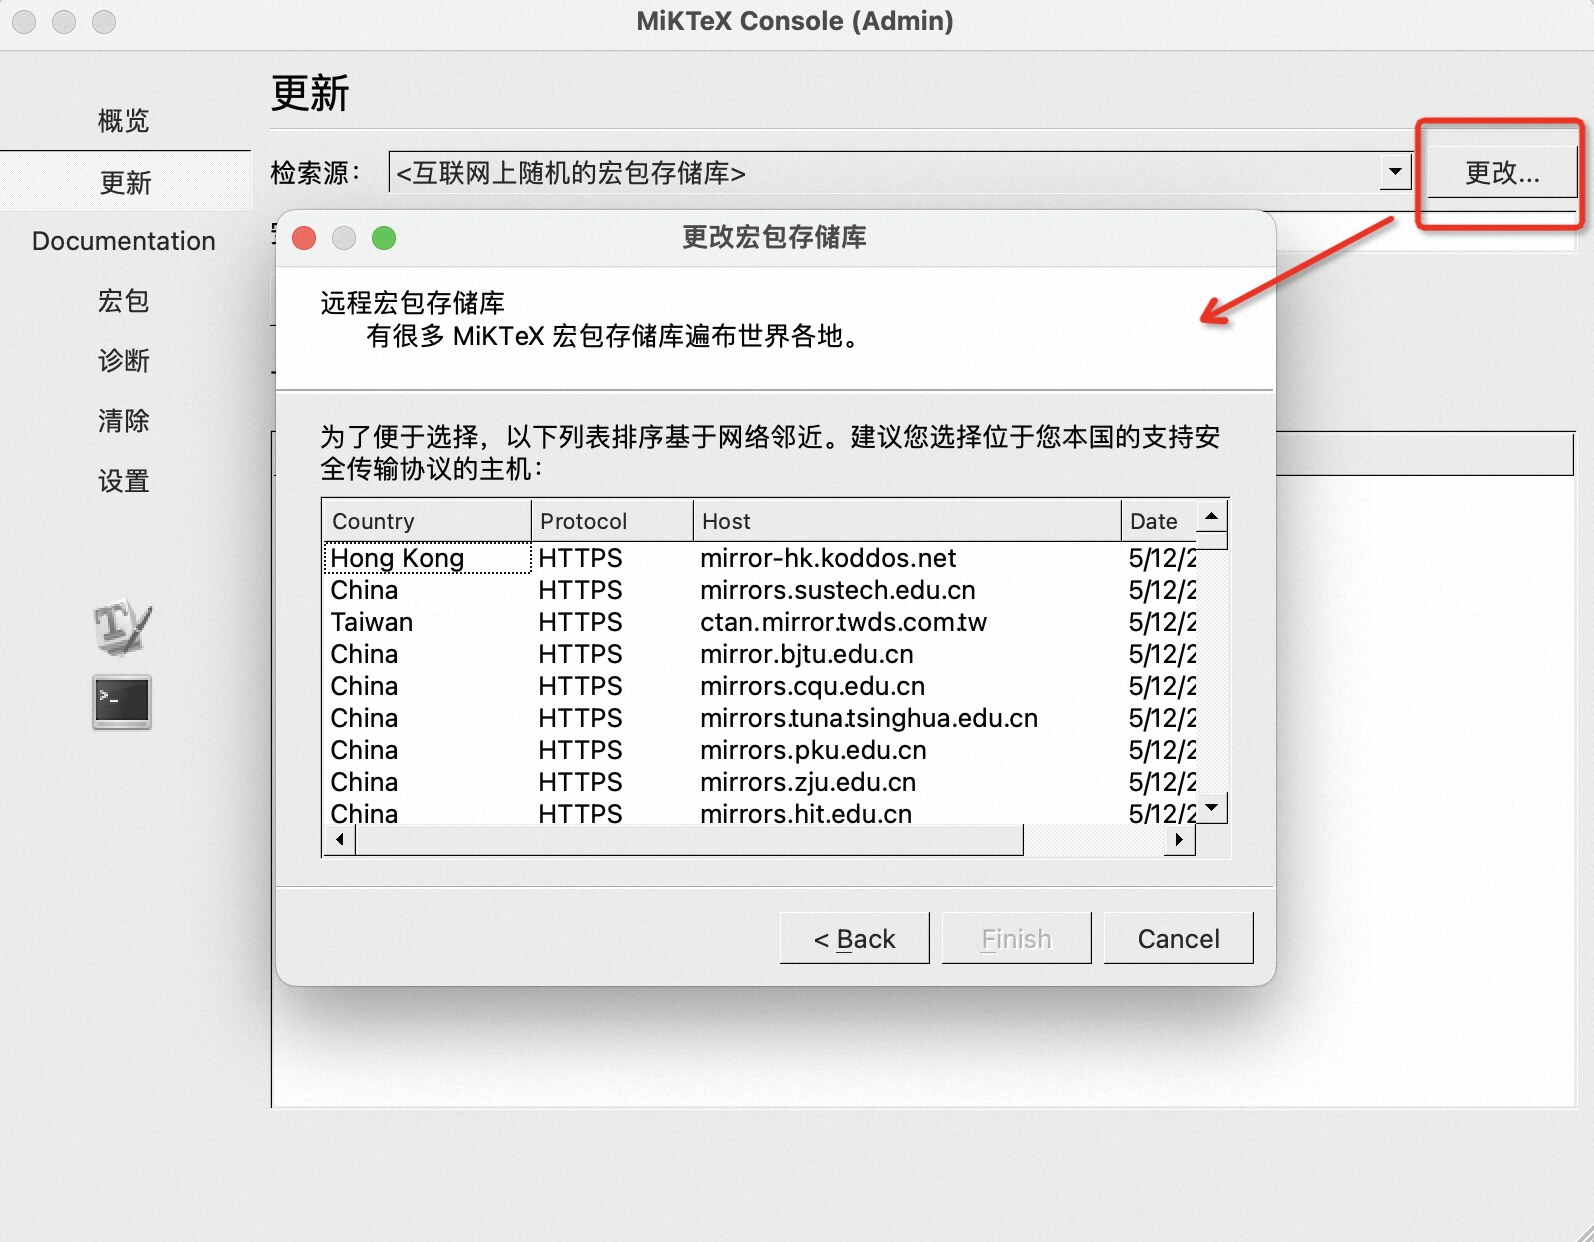 MiKTeX Console (Admin)
更新
概览
更新
Documentation
宏包
诊断
清除
设置
检索源：
<互联网上随机的宏包存储库>
更改...
更改宏包存储库
远程宏包存储库
有很多 MiKTeX 宏包存储库遍布世界各地。
为了便于选择，以下列表排序基于网络邻近。建议您选择位于您本国的支持安
全传输协议的主机：
Country Protocol Host Date
Hong Kong HTTPS mirror-hk.koddos.net 5/12/2
China HTTPS mirrors.sustech.edu.cn 5/12/2
Taiwan HTTPS ctan.mirror.twds.com.tw 5/12/2
China HTTPS mirror.bjtu.edu.cn 5/12/2
China HTTPS mirrors.cqu.edu.cn 5/12/2
China HTTPS mirrors.tuna.tsinghua.edu.cn 5/12/2
China HTTPS mirrors.pku.edu.cn 5/12/2
China HTTPS mirrors.zju.edu.cn 5/12/2
China HTTPS mirrors.hit.edu.cn 5/12/2
< Back Finish Cancel